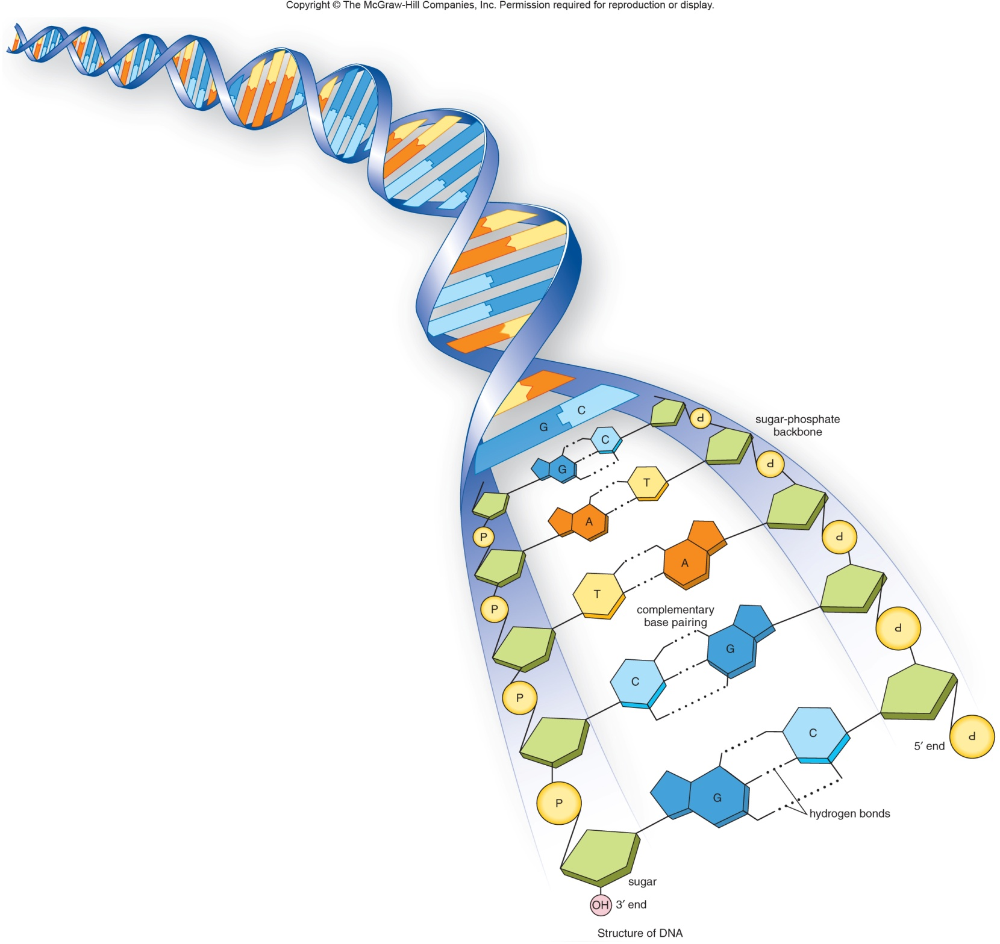 Copyright © The McGraw-Hill Companies, Inc. Permission required for reproduction or display.
C
G
P
sugar-phosphate
backbone
C
G
P
T
A
P
P
A
T
P
complementary
base pairing
P
G
C
P
C
P
5′ end
G
P
hydrogen bonds
sugar
OH 3′ end
Structure of DNA